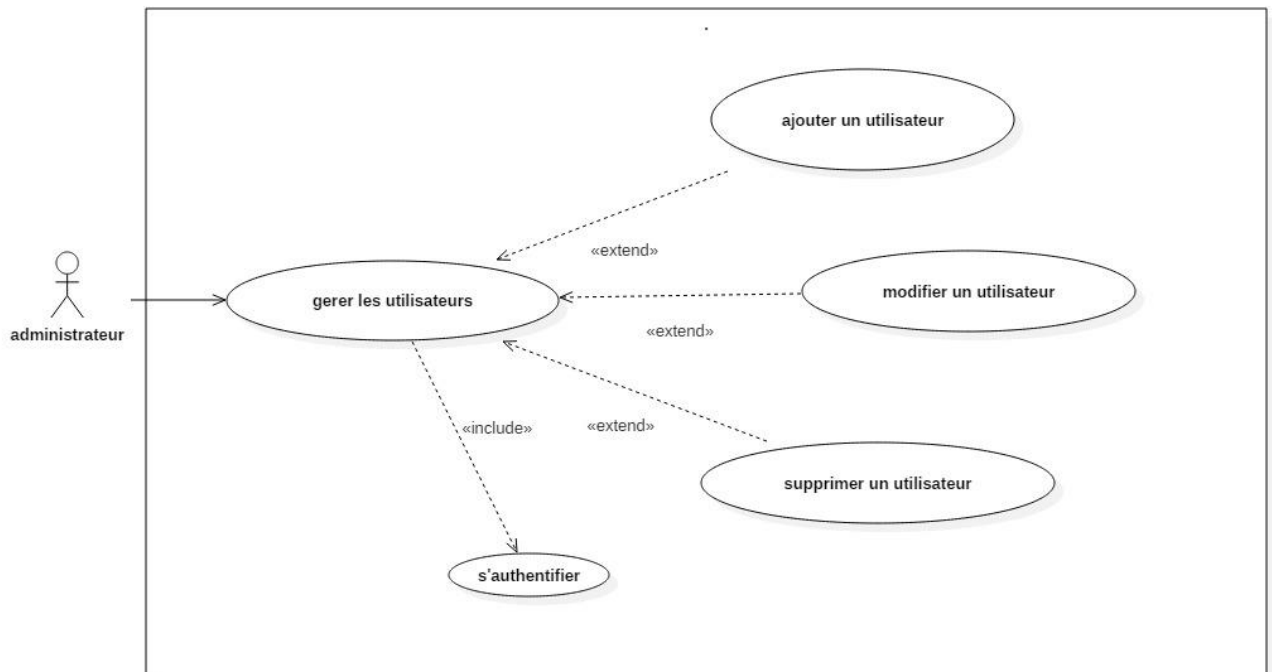 ajouter un utilisateur
«extend»
gerer les utilisateurs
modifier un utilisateur
administrateur
«extend»
«include»
«extend»
supprimer un utilisateur
s'authentifier